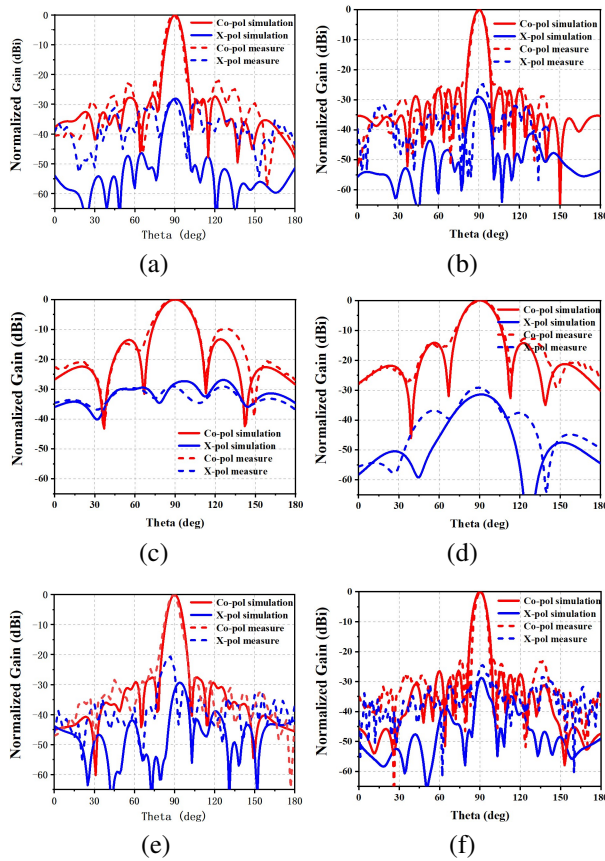 Normalized Gain (dBi)
0
-10
-20
-30
-40
-50
-60
Co-pol simulation
X-pol simulation
Co-pol measure
X-pol measure
0 30 60 90 120 150 180
Theta (deg)
(a)
Normalized Gain (dBi)
0
-10
-20
-30
-40
-50
-60
Co-pol simulation
X-pol simulation
Co-pol measure
X-pol measure
0 30 60 90 120 150 180
Theta (deg)
(b)
Normalized Gain (dBi)
0
-10
-20
-30
-40
-50
-60
Co-pol simulation
X-pol simulation
Co-pol measure
X-pol measure
0 30 60 90 120 150 180
Theta (deg)
(c)
Normalized Gain (dBi)
0
-10
-20
-30
-40
-50
-60
Co-pol simulation
X-pol simulation
Co-pol measure
X-pol measure
0 30 60 90 120 150 180
Theta (deg)
(d)
Normalized Gain (dBi)
0
-10
-20
-30
-40
-50
-60
Co-pol simulation
X-pol simulation
Co-pol measure
X-pol measure
0 30 60 90 120 150 180
Theta (deg)
(e)
Normalized Gain (dBi)
0
-10
-20
-30
-40
-50
-60
Co-pol simulation
X-pol simulation
Co-pol measure
X-pol measure
0 30 60 90 120 150 180
Theta (deg)
(f)